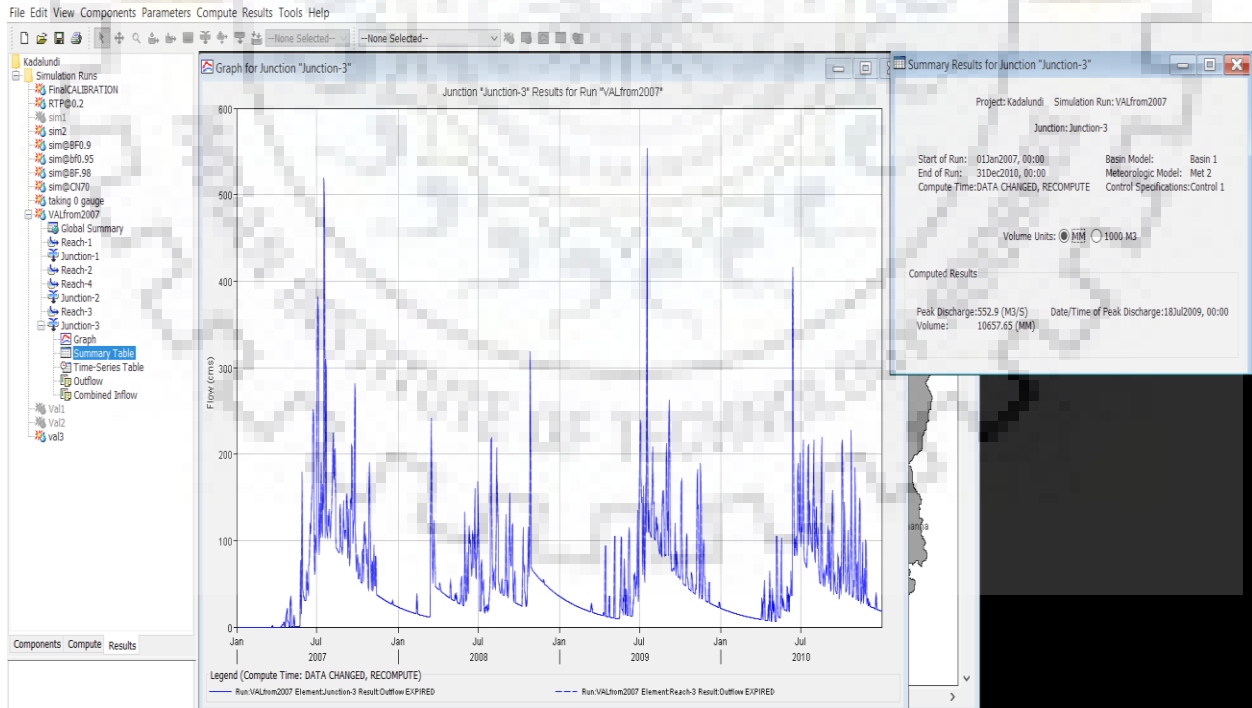 File Edit View Components Parameters Compute Results Tools Help
--None Selected-- --None Selected--
Kadalundi
Simulation Runs
FinalCALIBRATION
RTP@0.2
sim1
sim2
sim@BF0.9
sim@bf0.95
sim@BF.98
sim@CN70
taking 0 gauge
VALfrom2007
Global Summary
Reach-1
Junction-1
Reach-2
Reach-4
Junction-2
Reach-3
Junction-3
Graph
Summary Table
Time-Series Table
Outflow
Combined Inflow
Val1
Val2
val3
Components Compute Results
Graph for Junction "Junction-3"
Junction "Junction-3" Results for Run "VALfrom2007"
600
500
400
300
200
100
0
Flow (cms)
Jan Jul Jan Jul Jan Jul Jan Jul
2007 2008 2009 2010
Legend (Compute Time: DATA CHANGED, RECOMPUTE)
Run:VALfrom2007 Element:Junction-3 Result:Outflow EXPIRED Run:VALfrom2007 Element:Reach-3 Result:Outflow EXPIRED
Summary Results for Junction "Junction-3"
Project: Kadalundi Simulation Run: VALfrom2007
Junction: Junction-3
Start of Run: 01Jan2007, 00:00 Basin Model: Basin 1
End of Run: 31Dec2010, 00:00 Meteorologic Model: Met 2
Compute Time:DATA CHANGED, RECOMPUTE Control Specifications:Control 1
Volume Units: MM 1000 M3
Computed Results
Peak Discharge:552.9 (M3/S) Date/Time of Peak Discharge:18Jul2009, 00:00
Volume: 10657.65 (MM)